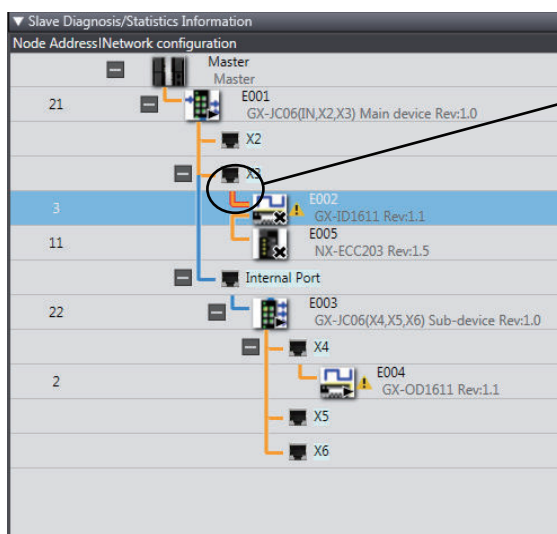 ▼ Slave Diagnosis/Statistics Information
Node Address|Network configuration
Master
Master
21
E001
GX-JC06(IN,X2,X3) Main device Rev:1.0
X2
X3
3
E002
GX-ID1611 Rev:1.1
11
E005
NX-ECC203 Rev:1.5
Internal Port
22
E003
GX-JC06(X4,X5,X6) Sub-device Rev:1.0
X4
2
E004
GX-OD1611 Rev:1.1
X5
X6